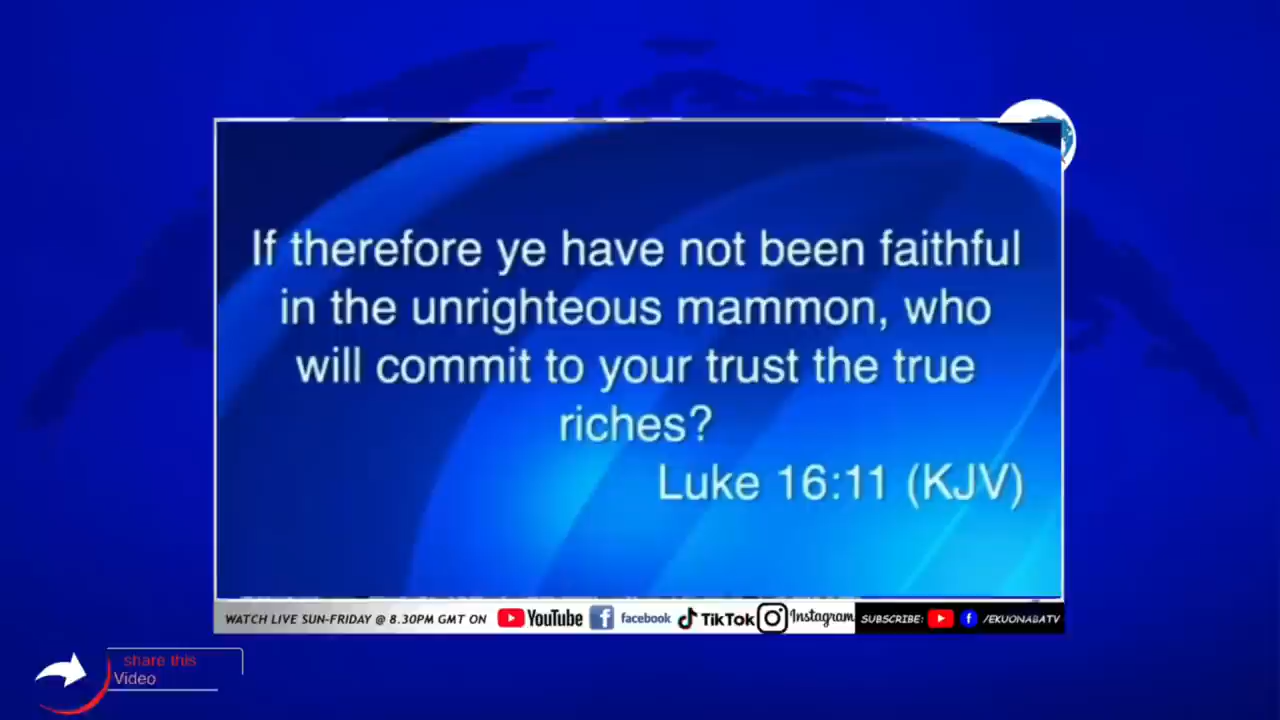 If therefore ye have not been faithful
in the unrighteous mammon, who
will commit to your trust the true
riches?
Luke 16:11 (KJV)
WATCH LIVE SUN-FRIDAY @ 8.30PM GMT ON YouTube facebook TikTok Instagram SUBSCRIBE: /EKUONABATV
share this
Video